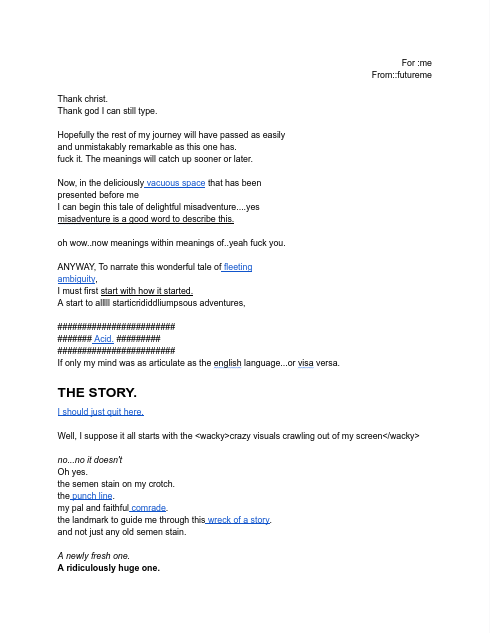 For :me
From::futureme
Thank christ.
Thank god I can still type.
Hopefully the rest of my journey will have passed as easily
and unmistakably remarkable as this one has.
fuck it. The meanings will catch up sooner or later.
Now, in the deliciously vacuous space that has been
presented before me
I can begin this tale of delightful misadventure....yes
misadventure is a good word to describe this.
oh wow..now meanings within meanings of..yeah fuck you.
ANYWAY, To narrate this wonderful tale of fleeting
ambiguity,
I must first start with how it started.
A start to alllll starticrididdliumpsous adventures,
########################
####### Acid. #########
########################
If only my mind was as articulate as the english language...or visa versa.
THE STORY.
I should just quit here.
Well, I suppose it all starts with the <wacky>crazy visuals crawling out of my screen</wacky>
no...no it doesn't
Oh yes.
the semen stain on my crotch.
the punch line.
my pal and faithful comrade.
the landmark to guide me through this wreck of a story.
and not just any old semen stain.
A newly fresh one.
A ridiculously huge one.